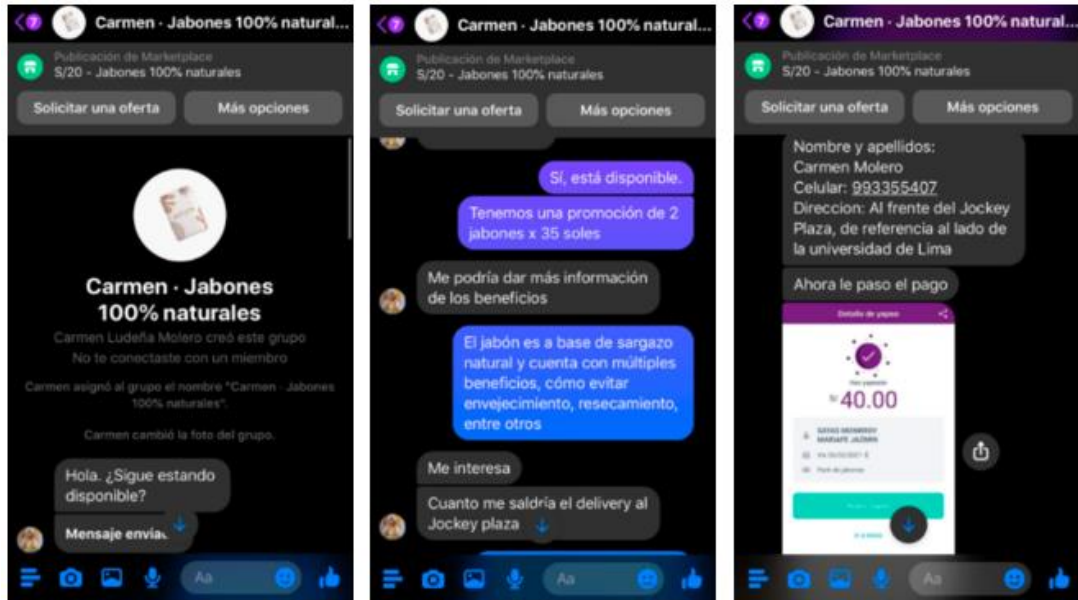 7
Carmen · Jabones 100% natural...
Publicación de Marketplace
S/20 - Jabones 100% naturales
Solicitar una oferta
Más opciones
Carmen · Jabones
100% naturales
Carmen Ludeña Molero creó este grupo
No te conectaste con un miembro
Carmen asignó al grupo el nombre "Carmen · Jabones
100% naturales".
Carmen cambió la foto del grupo.
Hola. ¿Sigue estando
disponible?
Mensaje envia
Aa
7
Carmen · Jabones 100% natural...
Publicación de Marketplace
S/20 - Jabones 100% naturales
Solicitar una oferta
Más opciones
Sí, está disponible.
Tenemos una promoción de 2
jabones x 35 soles
Me podría dar más información
de los beneficios
El jabón es a base de sargazo
natural y cuenta con múltiples
beneficios, cómo evitar
envejecimiento, resecamiento,
entre otros
Me interesa
Cuanto me saldría el delivery al
Jockey plaza
Aa
7
Carmen · Jabones 100% natural...
Publicación de Marketplace
S/20 - Jabones 100% naturales
Solicitar una oferta
Más opciones
Nombre y apellidos:
Carmen Molero
Celular: 993355407
Direccion: Al frente del Jockey
Plaza, de referencia al lado de
la universidad de Lima
Ahora le paso el pago
Detalle de yapeo
40.00
Aa